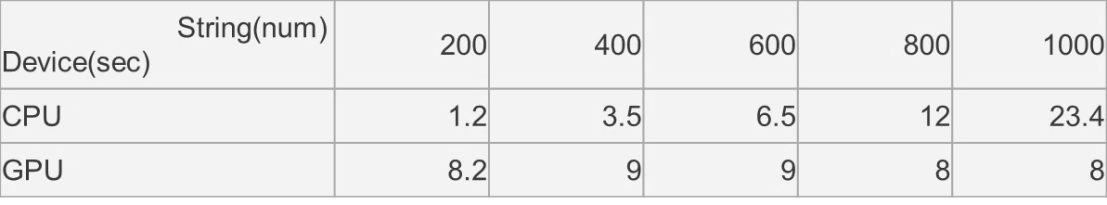 String(num)
Device(sec) 200 400 600 800 1000
CPU 1.2 3.5 6.5 12 23.4
GPU 8.2 9 9 8 8